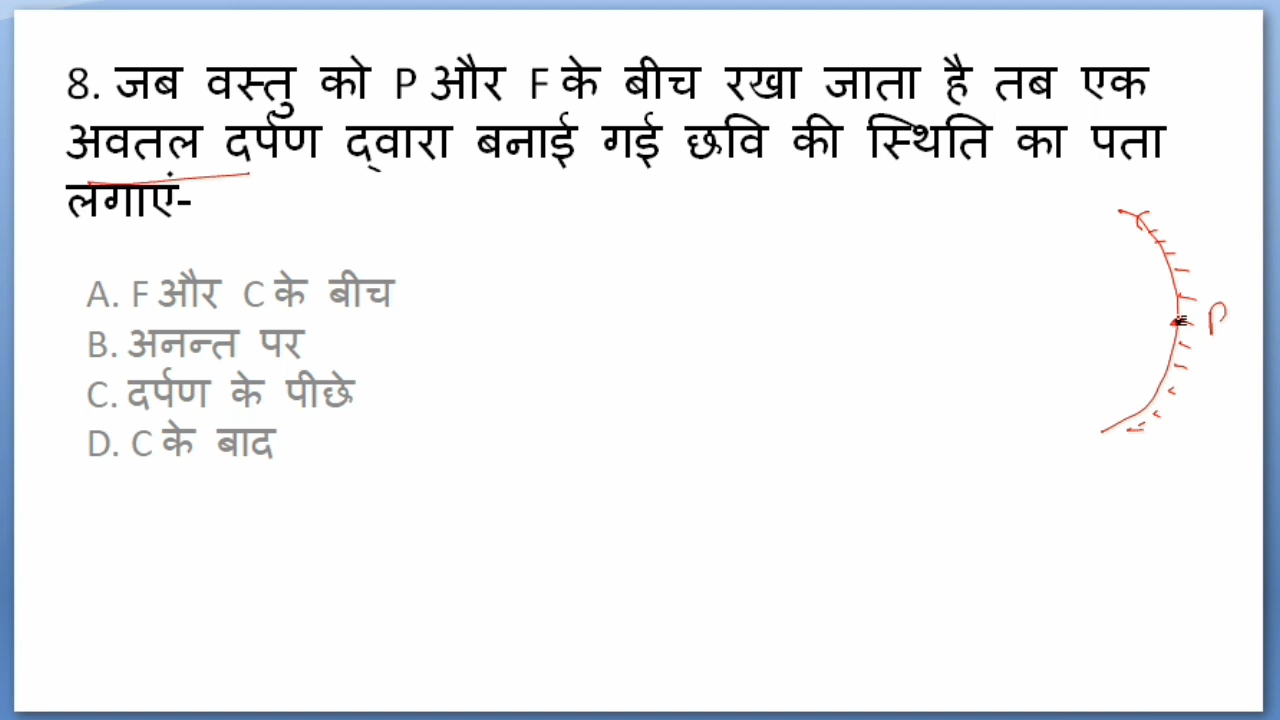 8. जब वस्तु को P और F के बीच रखा जाता है तब एक
अवतल दर्पण द्वारा बनाई गई छवि की स्थिति का पता
लगाएं-
A. F और C के बीच
B. अनन्त पर
C. दर्पण के पीछे
D. C के बाद
P